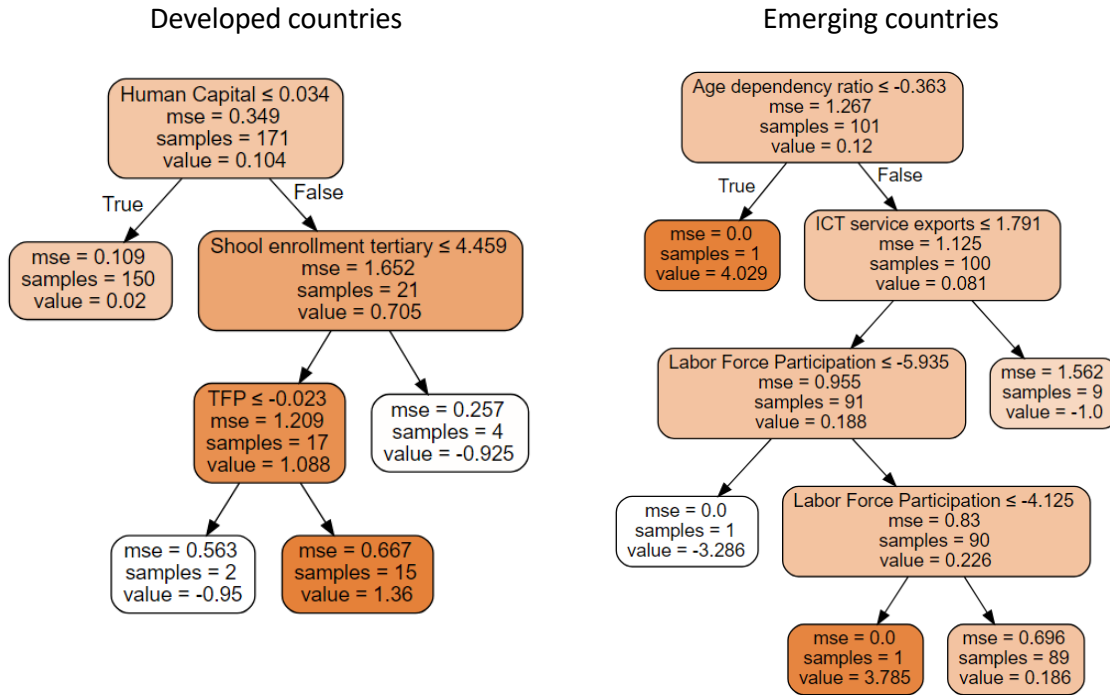 Developed countries
Human Capital ≤ 0.034
mse = 0.349
samples = 171
value = 0.104
True
False
mse = 0.109
samples = 150
value = 0.02
Shool enrollment tertiary ≤ 4.459
mse = 1.652
samples = 21
value = 0.705
TFP ≤ -0.023
mse = 1.209
samples = 17
value = 1.088
mse = 0.257
samples = 4
value = -0.925
mse = 0.563
samples = 2
value = -0.95
mse = 0.667
samples = 15
value = 1.36
Emerging countries
Age dependency ratio ≤ -0.363
mse = 1.267
samples = 101
value = 0.12
True
False
mse = 0.0
samples = 1
value = 4.029
ICT service exports ≤ 1.791
mse = 1.125
samples = 100
value = 0.081
Labor Force Participation ≤ -5.935
mse = 0.955
samples = 91
value = 0.188
mse = 1.562
samples = 9
value = -1.0
mse = 0.0
samples = 1
value = -3.286
Labor Force Participation ≤ -4.125
mse = 0.83
samples = 90
value = 0.226
mse = 0.0
samples = 1
value = 3.785
mse = 0.696
samples = 89
value = 0.186